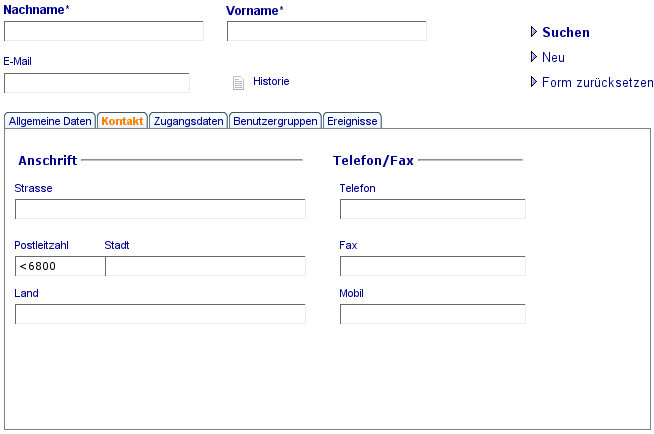 Nachname*
Vorname*
Suchen
E-Mail
Neu
Historie
Form zurücksetzen
Allgemeine Daten Kontakt Zugangsdaten Benutzergruppen Ereignisse
Anschrift
Telefon/Fax
Strasse
Telefon
Postleitzahl Stadt
Fax
<6800
Land
Mobil